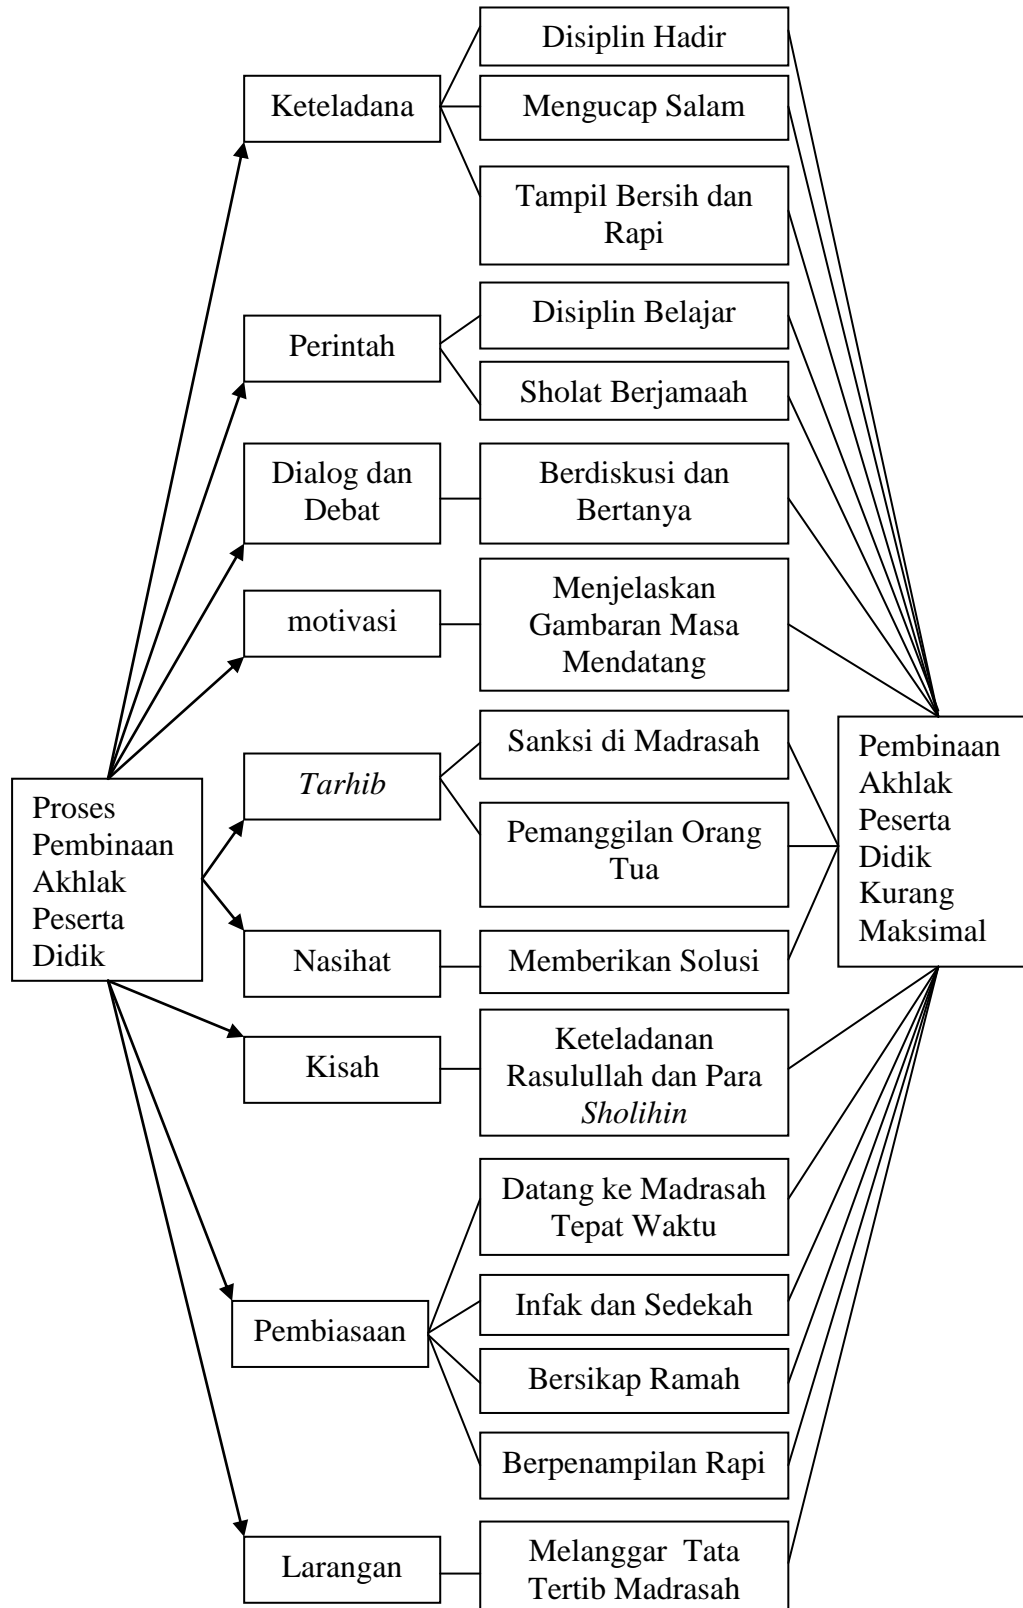 Disiplin Hadir
Keteladana
Mengucap Salam
Tampil Bersih dan
Rapi
Disiplin Belajar
Perintah
Sholat Berjamaah
Dialog dan
Debat
Berdiskusi dan
Bertanya
motivasi
Menjelaskan
Gambaran Masa
Mendatang
Sanksi di Madrasah
Tarhib
Pemanggilan Orang
Tua
Proses
Pembinaan
Akhlak
Peserta
Didik
Pembinaan
Akhlak
Peserta
Didik
Kurang
Maksimal
Nasihat
Memberikan Solusi
Kisah
Keteladanan
Rasulullah dan Para
Sholihin
Datang ke Madrasah
Tepat Waktu
Infak dan Sedekah
Pembiasaan
Bersikap Ramah
Berpenampilan Rapi
Larangan
Melanggar Tata
Tertib Madrasah